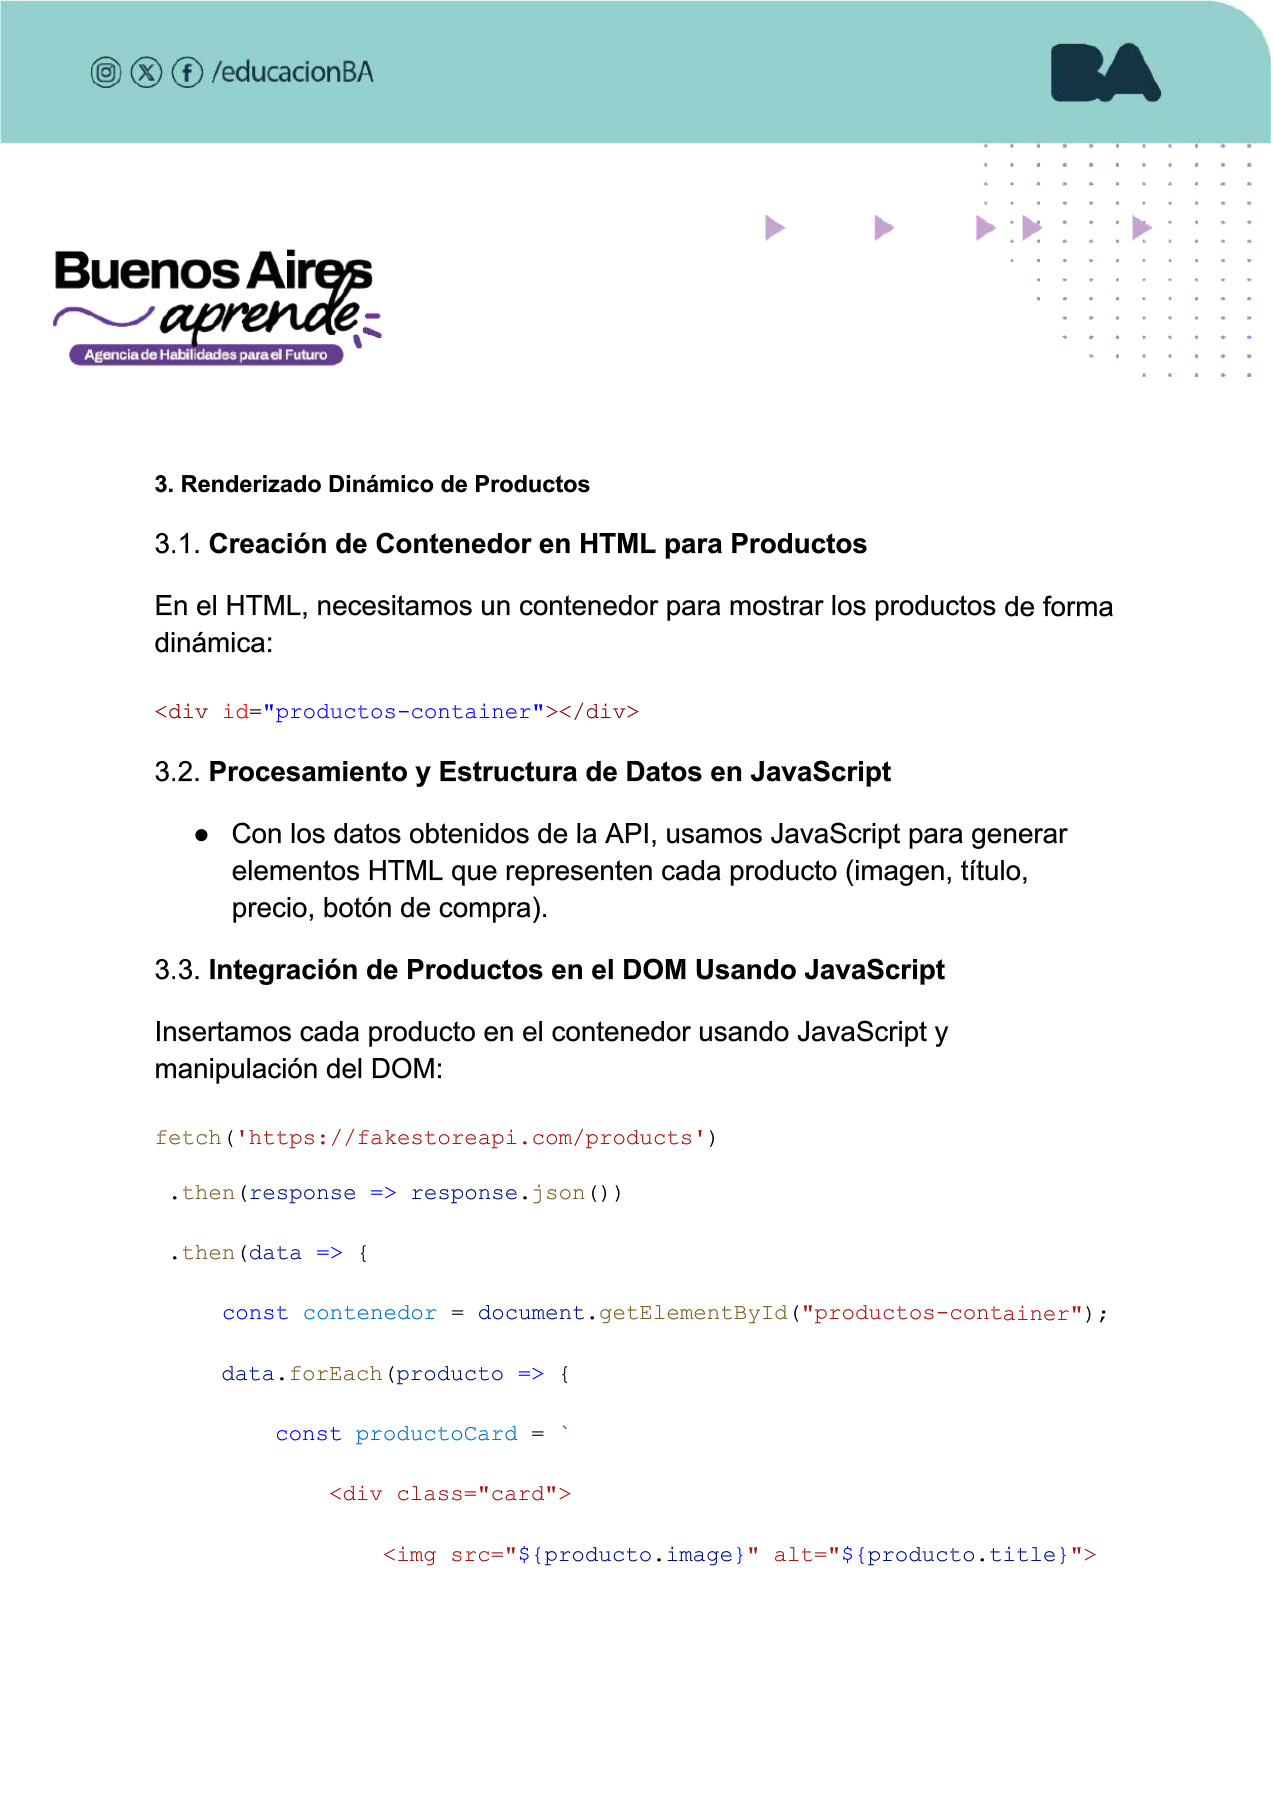 /educacionBA
BA
Buenos Aires
aprende
Agencia de Habilidades para el Futuro
3. Renderizado Dinámico de Productos
3.1. Creación de Contenedor en HTML para Productos
En el HTML, necesitamos un contenedor para mostrar los productos de forma
dinámica:
<div id="productos-container"></div>
3.2. Procesamiento y Estructura de Datos en JavaScript
● Con los datos obtenidos de la API, usamos JavaScript para generar
elementos HTML que representen cada producto (imagen, título,
precio, botón de compra).
3.3. Integración de Productos en el DOM Usando JavaScript
Insertamos cada producto en el contenedor usando JavaScript y
manipulación del DOM:
fetch('https://fakestoreapi.com/products')
.then(response => response.json())
.then(data => {
const contenedor = document.getElementById("productos-container");
data.forEach(producto => {
const productoCard = `
<div class="card">
<img src="${producto.image}" alt="${producto.title}">